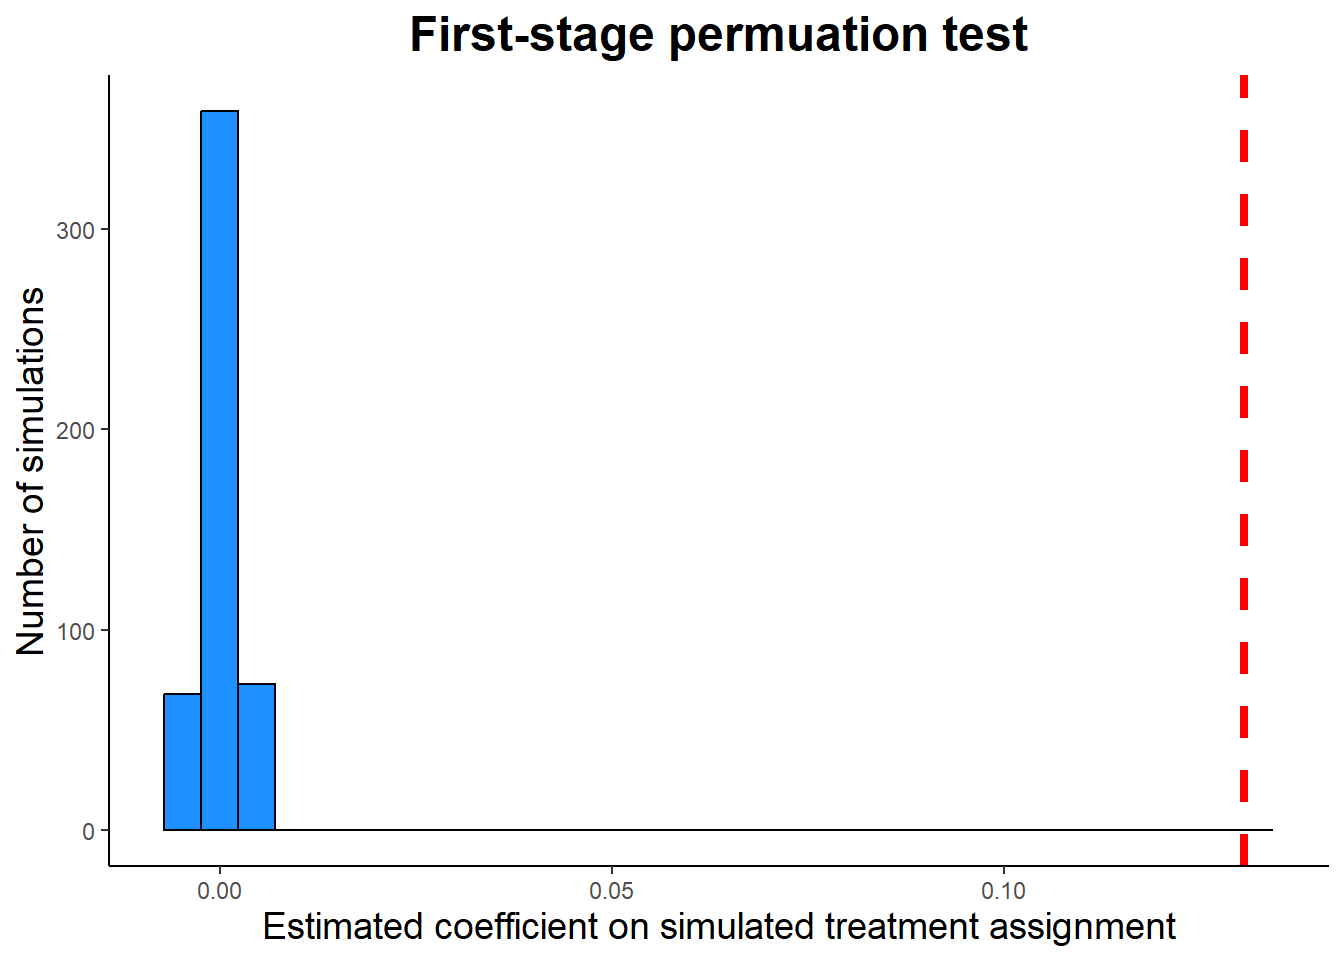 First-stage permuation test
Number of simulations
300
200
100
0
0.00 0.05 0.10
Estimated coefficient on simulated treatment assignment